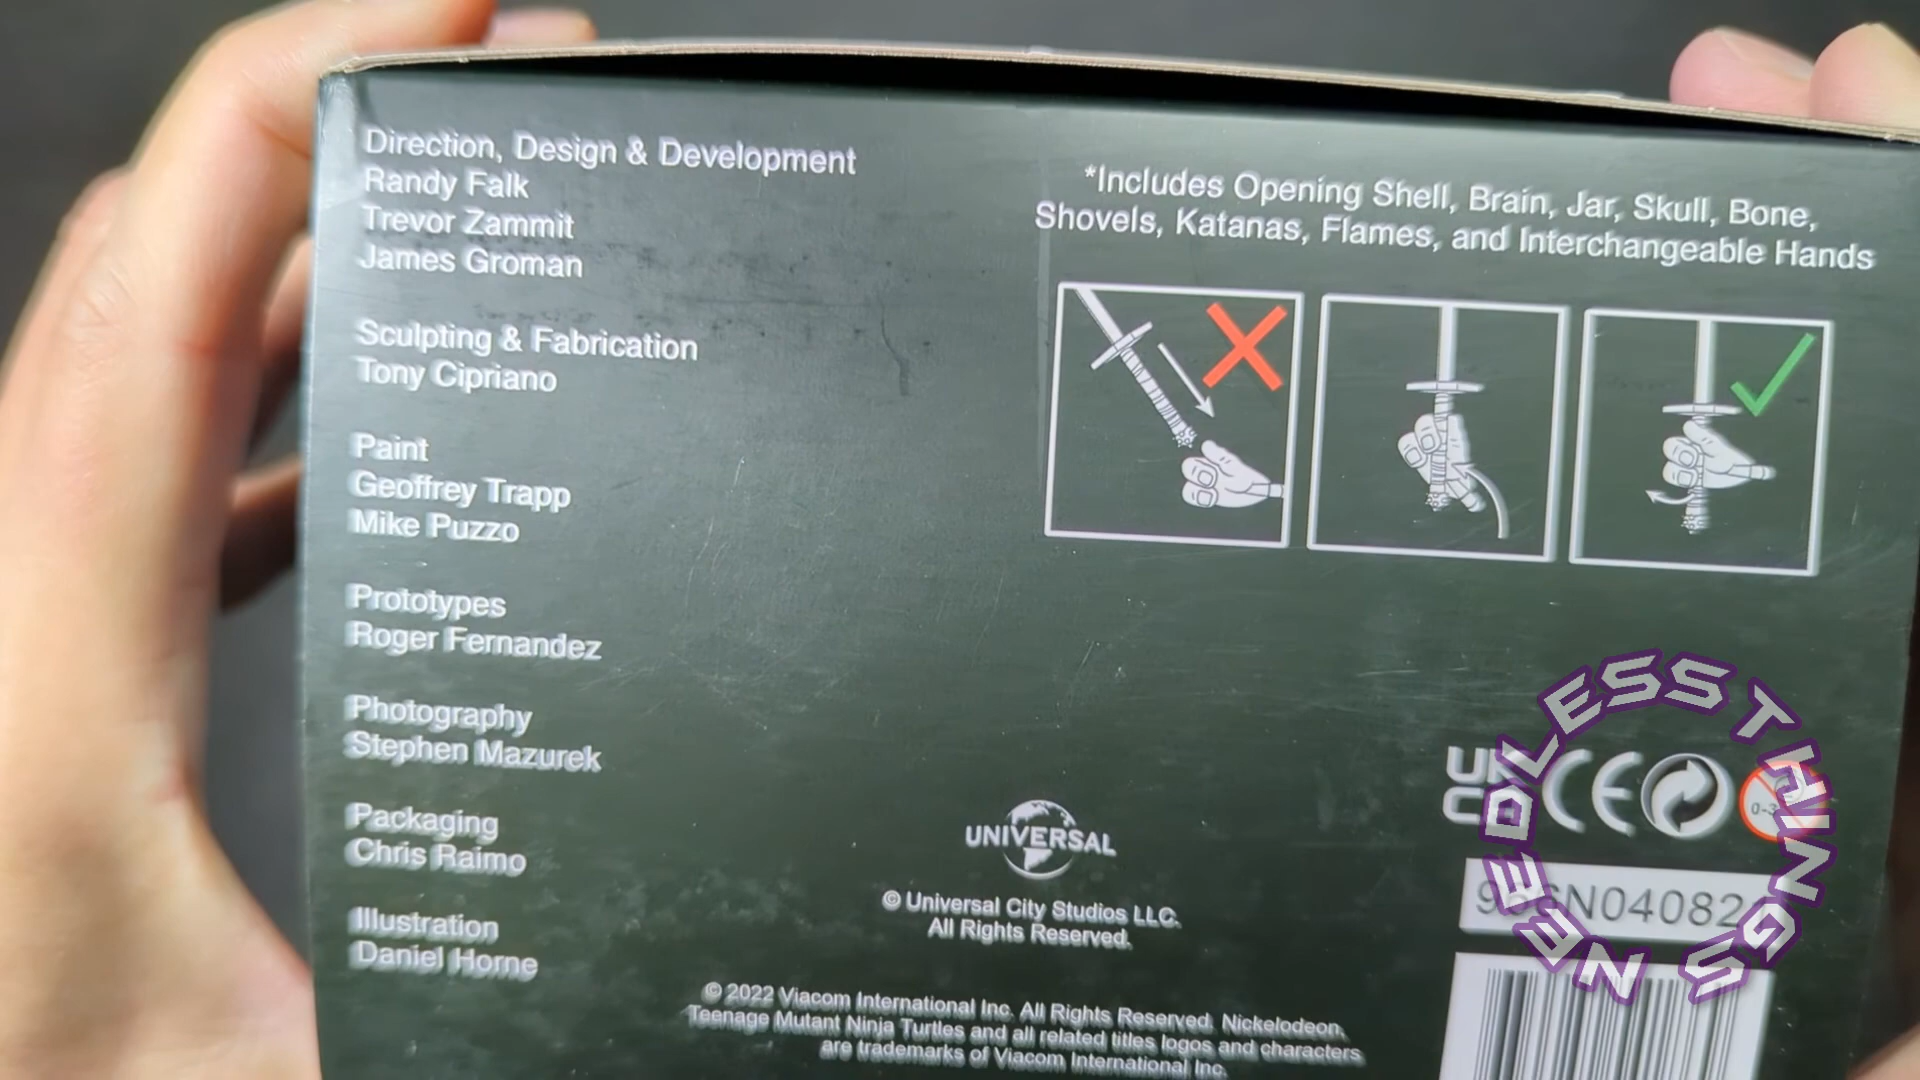 Direction, Design & Development
Randy Falk
Trevor Zammit
James Groman
Sculpting & Fabrication
Tony Cipriano
Paint
Geoffrey Trapp
Mike Puzzo
Prototypes
Roger Fernandez
Photography
Stephen Mazurek
Packaging
Chris Raimo
Illustration
Daniel Horne
*Includes Opening Shell, Brain, Jar, Skull, Bone,
Shovels, Katanas, Flames, and Interchangeable Hands
UNIVERSAL
© Universal City Studios LLC.
All Rights Reserved.
© 2022 Viacom International Inc. All Rights Reserved. Nickelodeon,
Teenage Mutant Ninja Turtles and all related titles logos and characters
are trademarks of Viacom International Inc.
CE
0-3
NEEDLESS THINGS